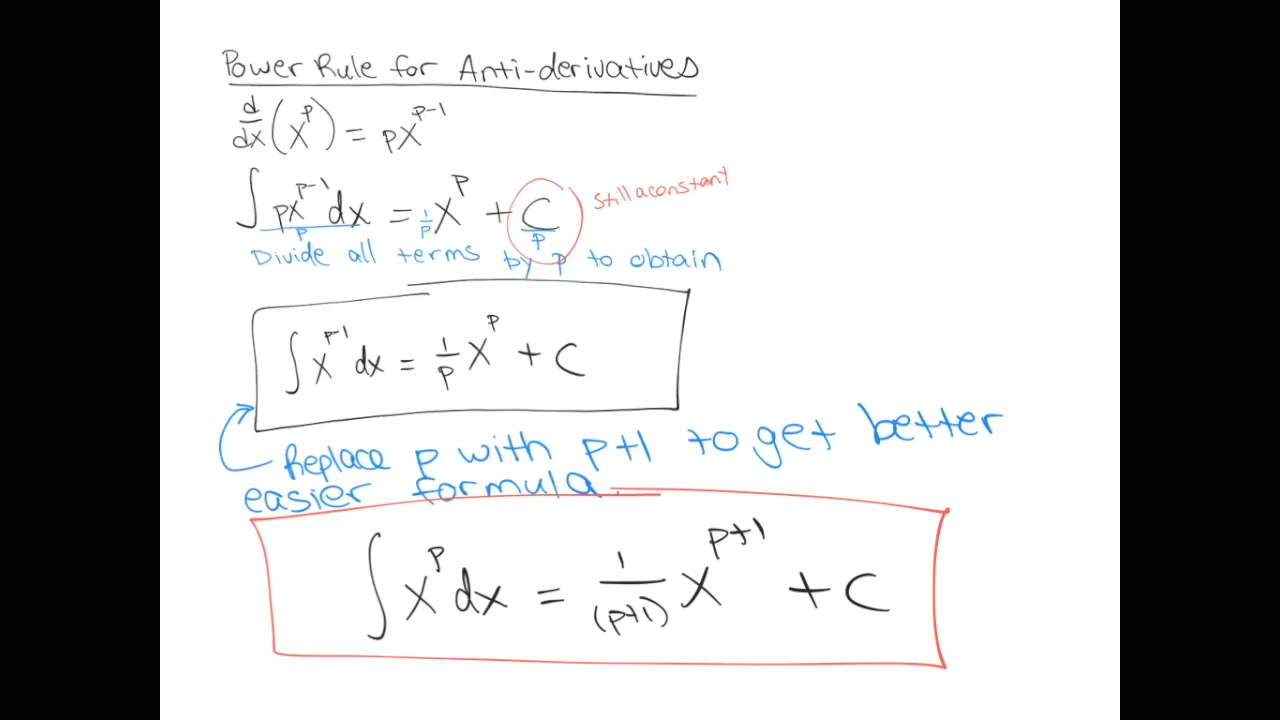 Power Rule for Anti-derivatives
d/dx (x^p) = px^(p-1)
∫ px^(p-1) dx / p = 1/p x^p + C/p still a constant
Divide all terms by p to obtain
∫ x^(p-1) dx = 1/p x^p + C
Replace p with p+1 to get better
easier formula.
∫ x^p dx = 1/(p+1) x^(p+1) + C